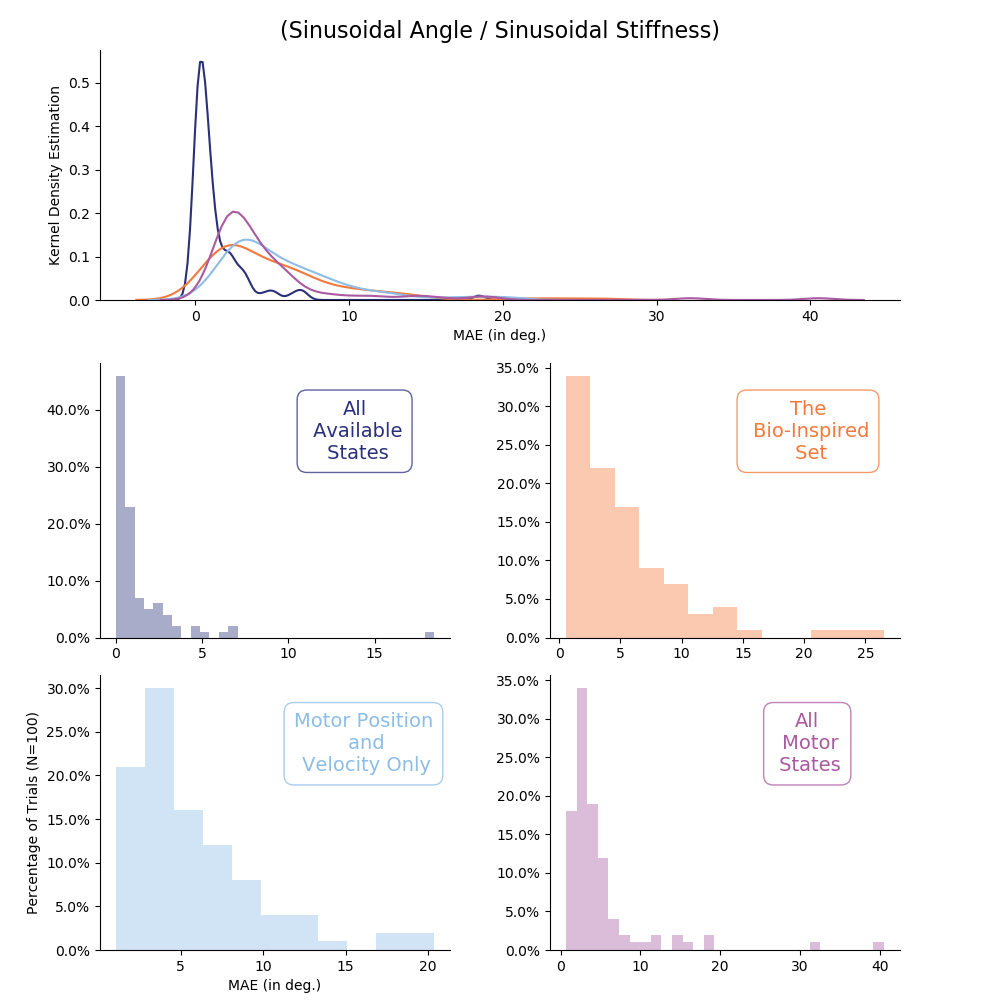 (Sinusoidal Angle / Sinusoidal Stiffness)
Kernel Density Estimation
0.5
0.4
0.3
0.2
0.1
0.0
0 10 20 30 40
MAE (in deg.)
All
Available
States
40.0%
30.0%
20.0%
10.0%
0.0%
0 5 10 15
The
Bio-Inspired
Set
35.0%
30.0%
25.0%
20.0%
15.0%
10.0%
5.0%
0.0%
0 5 10 15 20 25
Motor Position
and
Velocity Only
Percentage of Trials (N=100)
30.0%
25.0%
20.0%
15.0%
10.0%
5.0%
0.0%
5 10 15 20
MAE (in deg.)
All
Motor
States
35.0%
30.0%
25.0%
20.0%
15.0%
10.0%
5.0%
0.0%
0 10 20 30 40